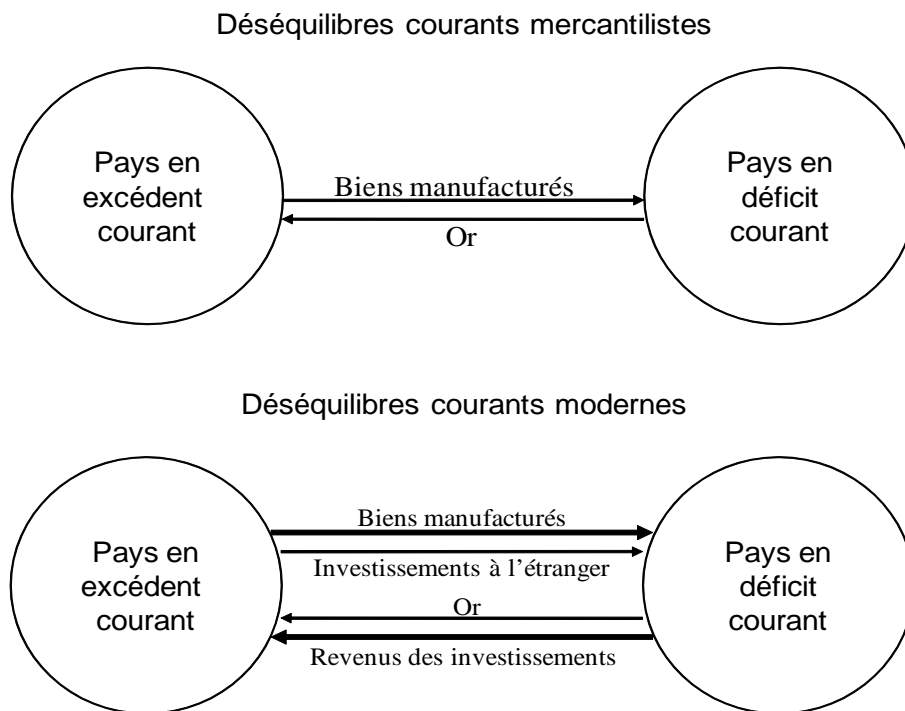 Déséquilibres courants mercantilistes
Pays en
excédent
courant
Biens manufacturés
Or
Pays en
déficit
courant
Déséquilibres courants modernes
Pays en
excédent
courant
Biens manufacturés
Investissements à l’étranger
Or
Revenus des investissements
Pays en
déficit
courant